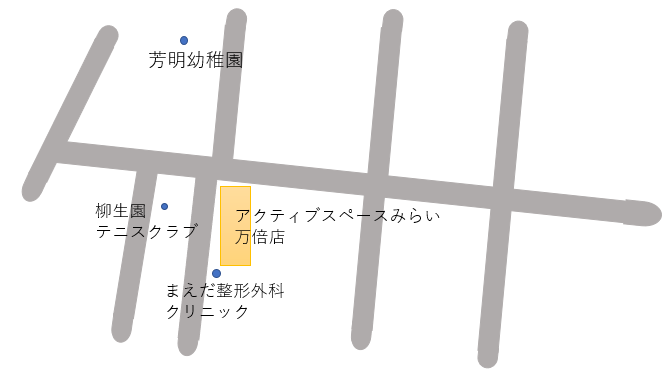 芳明幼稚園
柳生園
テニスクラブ
アクティブスペースみらい
万倍店
まえだ整形外科
クリニック